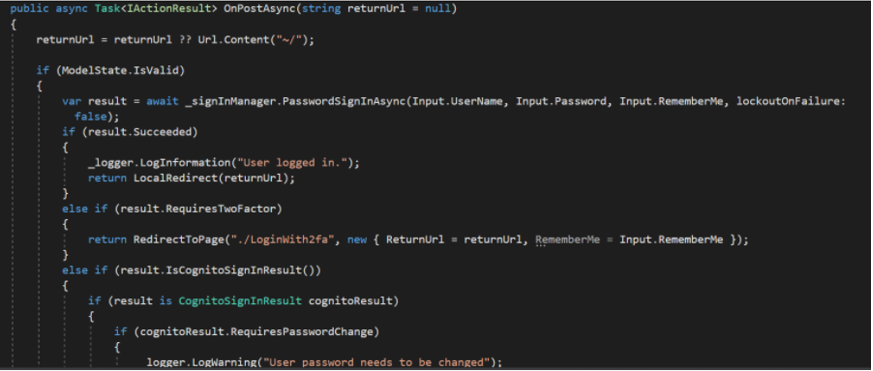 public async Task<IActionResult> OnPostAsync(string returnUrl = null)
{
returnUrl = returnUrl ?? Url.Content("~/");
if (ModelState.IsValid)
{
var result = await _signInManager.PasswordSignInAsync(Input.UserName, Input.Password, Input.RememberMe, lockoutOnFailure:
false);
if (result.Succeeded)
{
_logger.LogInformation("User logged in.");
return LocalRedirect(returnUrl);
}
else if (result.RequiresTwoFactor)
{
return RedirectToPage("./LoginWith2fa", new { ReturnUrl = returnUrl, RememberMe = Input.RememberMe });
}
else if (result.IsCognitoSignInResult())
{
if (result is CognitoSignInResult cognitoResult)
{
if (cognitoResult.RequiresPasswordChange)
{
logger.LogWarning("User password needs to be changed");